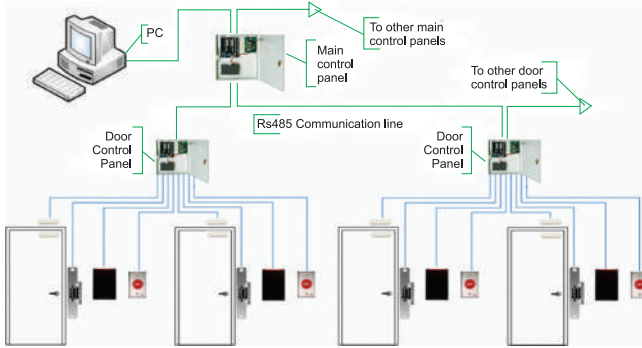 PC
To other main
control panels
Main
control
panel
To other door
control panels
Rs485 Communication line
Door
Control
Panel
Door
Control
Panel